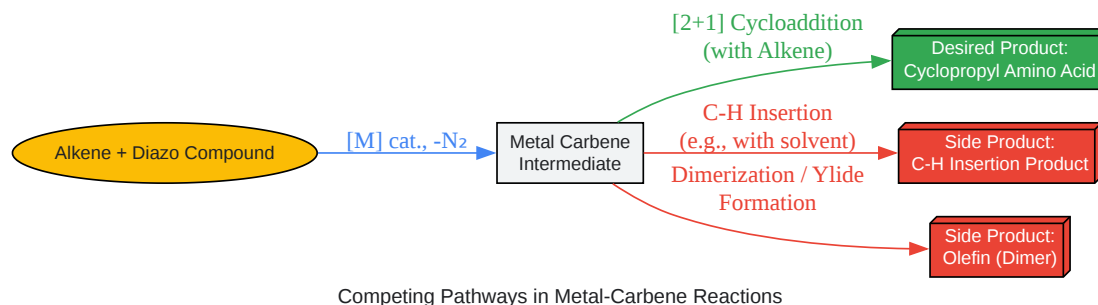 [2+1] Cycloaddition
(with Alkene)
Desired Product:
Cyclopropyl Amino Acid
Alkene + Diazo Compound
[M] cat., -N₂
Metal Carbene
Intermediate
C-H Insertion
(e.g., with solvent)
Side Product:
C-H Insertion Product
Dimerization / Ylide
Formation
Side Product:
Olefin (Dimer)
Competing Pathways in Metal-Carbene Reactions